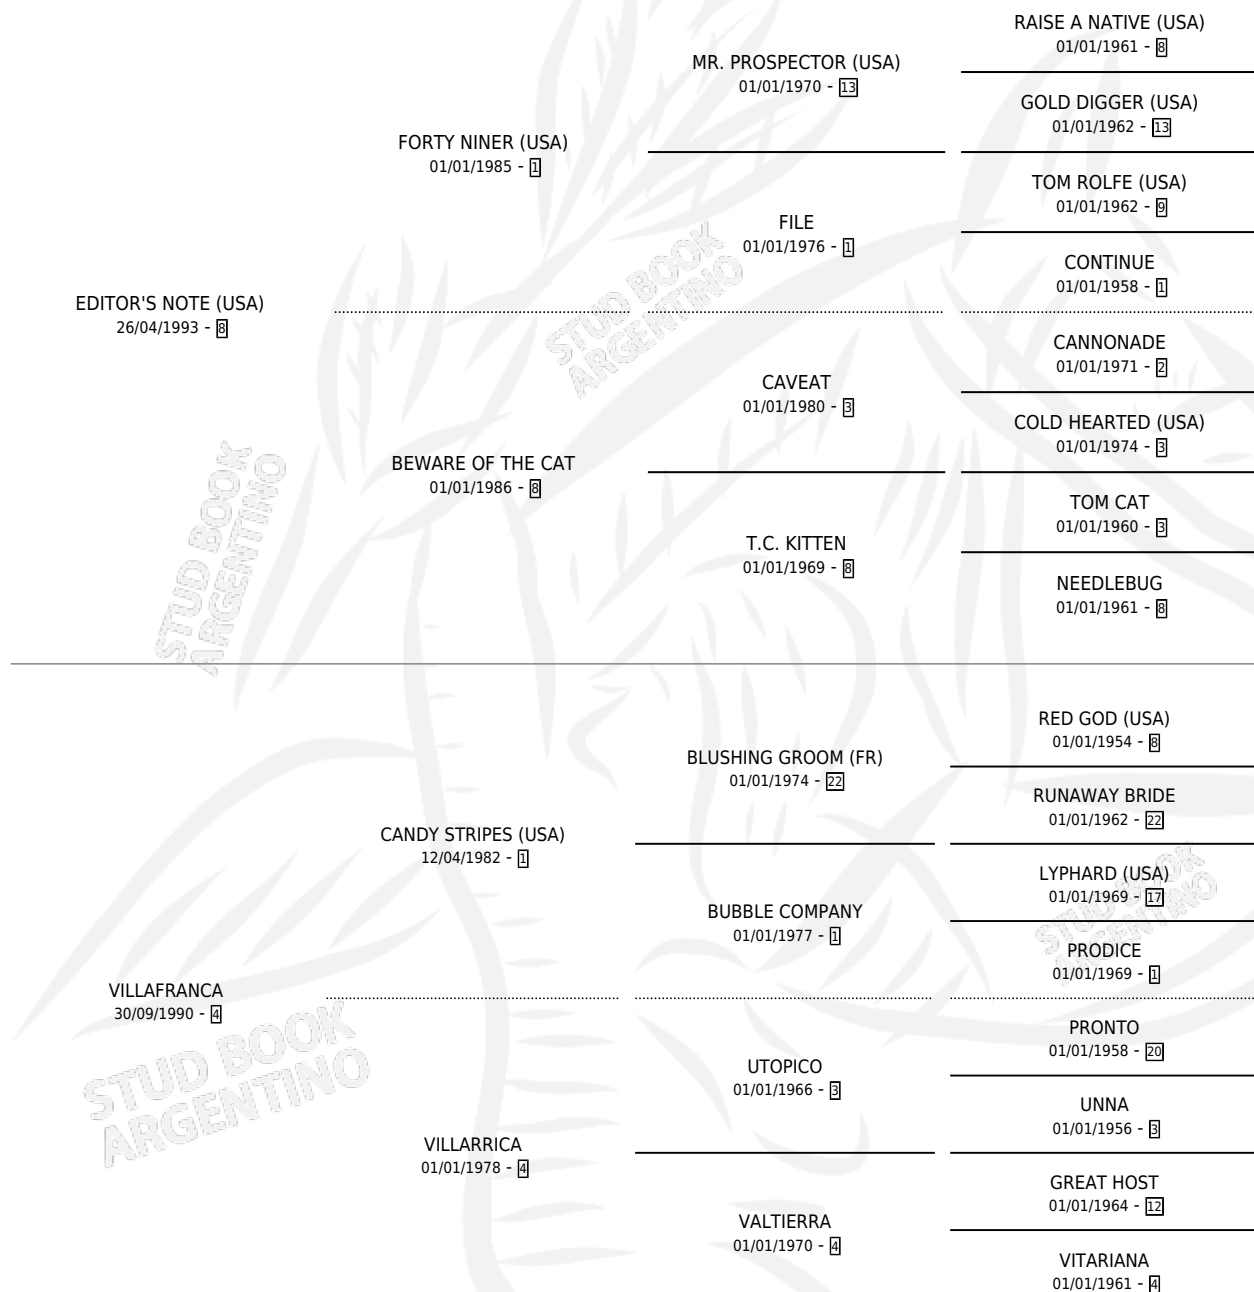 RAISE A NATIVE (USA)
01/01/1961 - 8
MR. PROSPECTOR (USA)
01/01/1970 - 13
GOLD DIGGER (USA)
01/01/1962 - 13
FORTY NINER (USA)
01/01/1985 - 1
TOM ROLFE (USA)
01/01/1962 - 9
FILE
01/01/1976 - 1
CONTINUE
01/01/1958 - 1
EDITOR'S NOTE (USA)
26/04/1993 - 8
STUD BOOK
ARGENTINO
CANNONADE
01/01/1971 - 2
CAVEAT
01/01/1980 - 3
COLD HEARTED (USA)
01/01/1974 - 3
BEWARE OF THE CAT
01/01/1986 - 8
TOM CAT
01/01/1960 - 3
T.C. KITTEN
01/01/1969 - 8
NEEDLEBUG
01/01/1961 - 8
STUD BOOK
ARGENTINO
RED GOD (USA)
01/01/1954 - 8
BLUSHING GROOM (FR)
01/01/1974 - 22
RUNAWAY BRIDE
01/01/1962 - 22
CANDY STRIPES (USA)
12/04/1982 - 1
LYPHARD (USA)
01/01/1969 - 17
BUBBLE COMPANY
01/01/1977 - 1
STUD BOOK
ARGENTINO
PRODICE
01/01/1969 - 1
VILLAFRANCA
30/09/1990 - 4
STUD BOOK
ARGENTINO
PRONTO
01/01/1958 - 20
UTOPICO
01/01/1966 - 3
UNNA
01/01/1956 - 3
VILLARRICA
01/01/1978 - 4
GREAT HOST
01/01/1964 - 12
VALTIERRA
01/01/1970 - 4
VITARIANA
01/01/1961 - 4